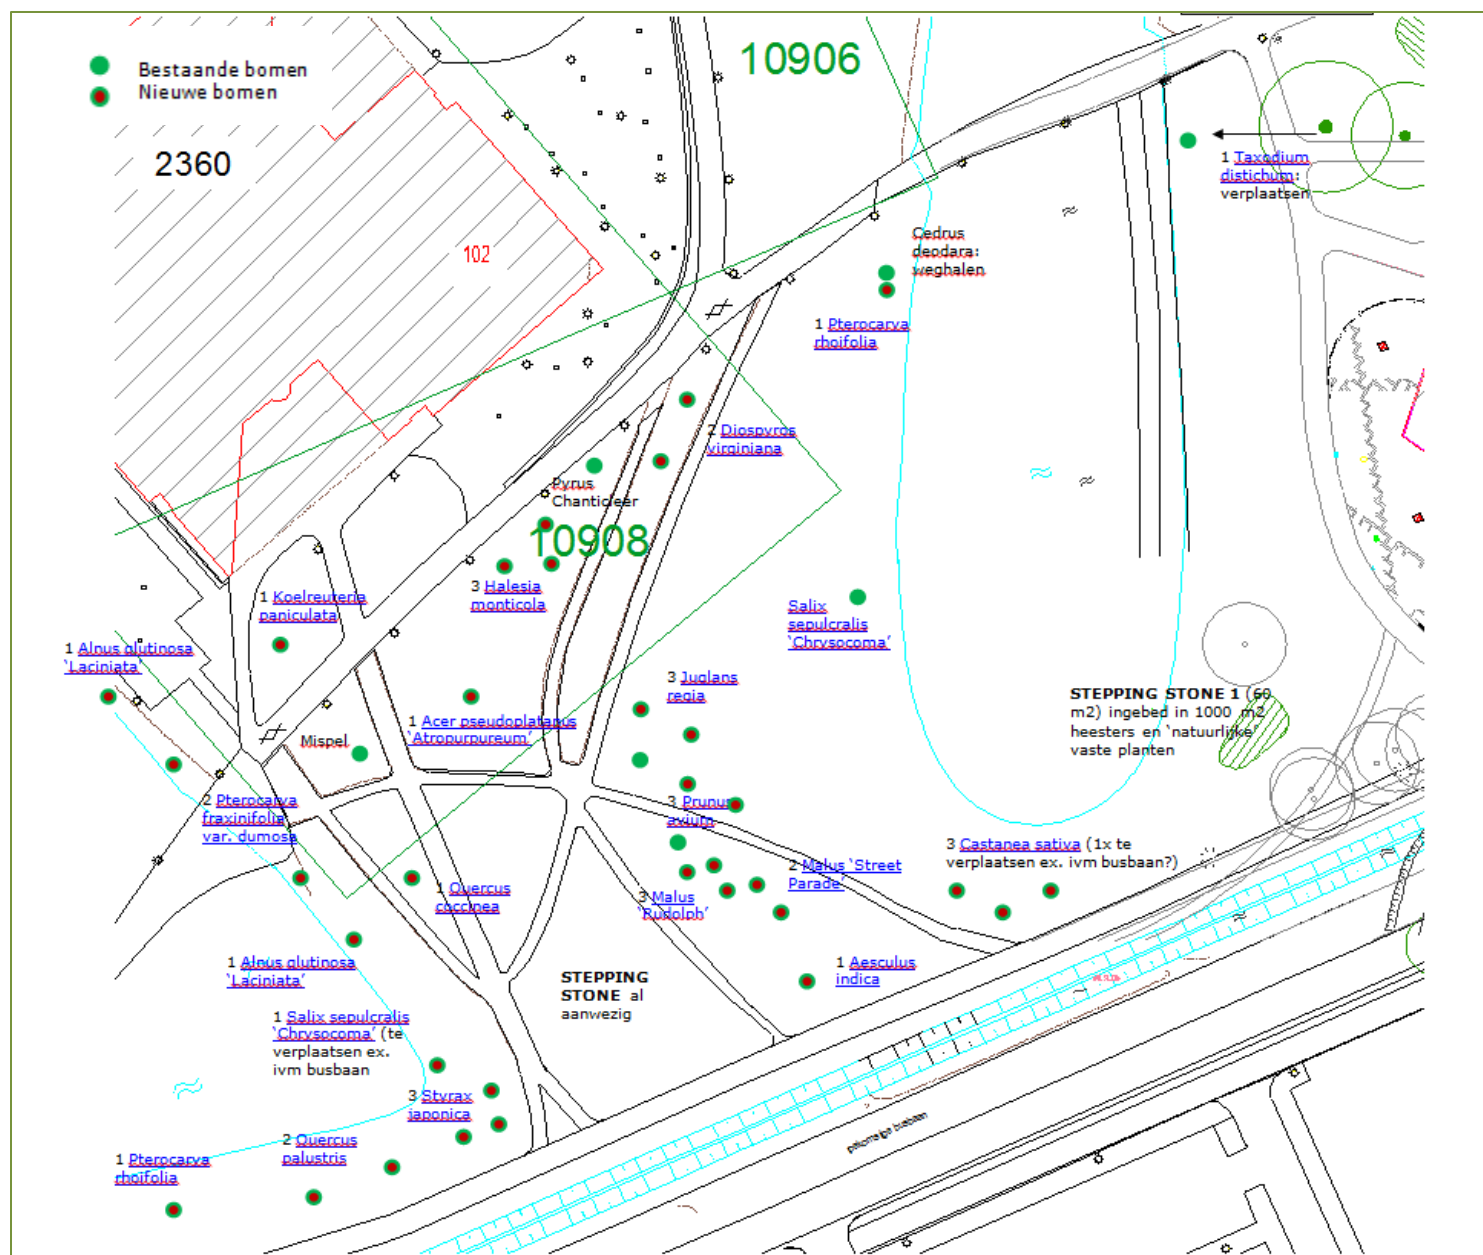 10906
Bestaande bomen
Nieuwe bomen
2360
102
1 Taxodium
distichum:
verplaatsen
Cedrus
deodara:
weghalen
1 Pterocarya
rhoifolia
2 Diospyros
virginiana
Pyrus
Chanticleer
10908
3 Halesia
monticola
1 Koelreuteria
paniculata
Salix
sepulcralis
‘Chrysocoma’
1 Alnus glutinosa
‘Laciniata’
3 Juglans
regia
STEPPING STONE 1 (60
m2) ingebed in 1000 m2
heesters en ‘natuurlijke’
vaste planten
1 Acer pseudoplatanus
‘Atropurpureum’
Mispel
2 Pterocarya
fraxinifolia
var. dumosa
3 Prunus
avium
3 Castanea sativa (1x te
verplaatsen ex. ivm busbaan?)
2 Malus ‘Street
Parade’
1 Quercus
coccinea
3 Malus
‘Rudolph’
1 Alnus glutinosa
‘Laciniata’
1 Aesculus
indica
STEPPING
STONE al
aanwezig
1 Salix sepulcralis
‘Chrysocoma’ (te
verplaatsen ex.
ivm busbaan
3 Styrax
japonica
2 Quercus
palustris
1 Pterocarya
rhoifolia
busbaan